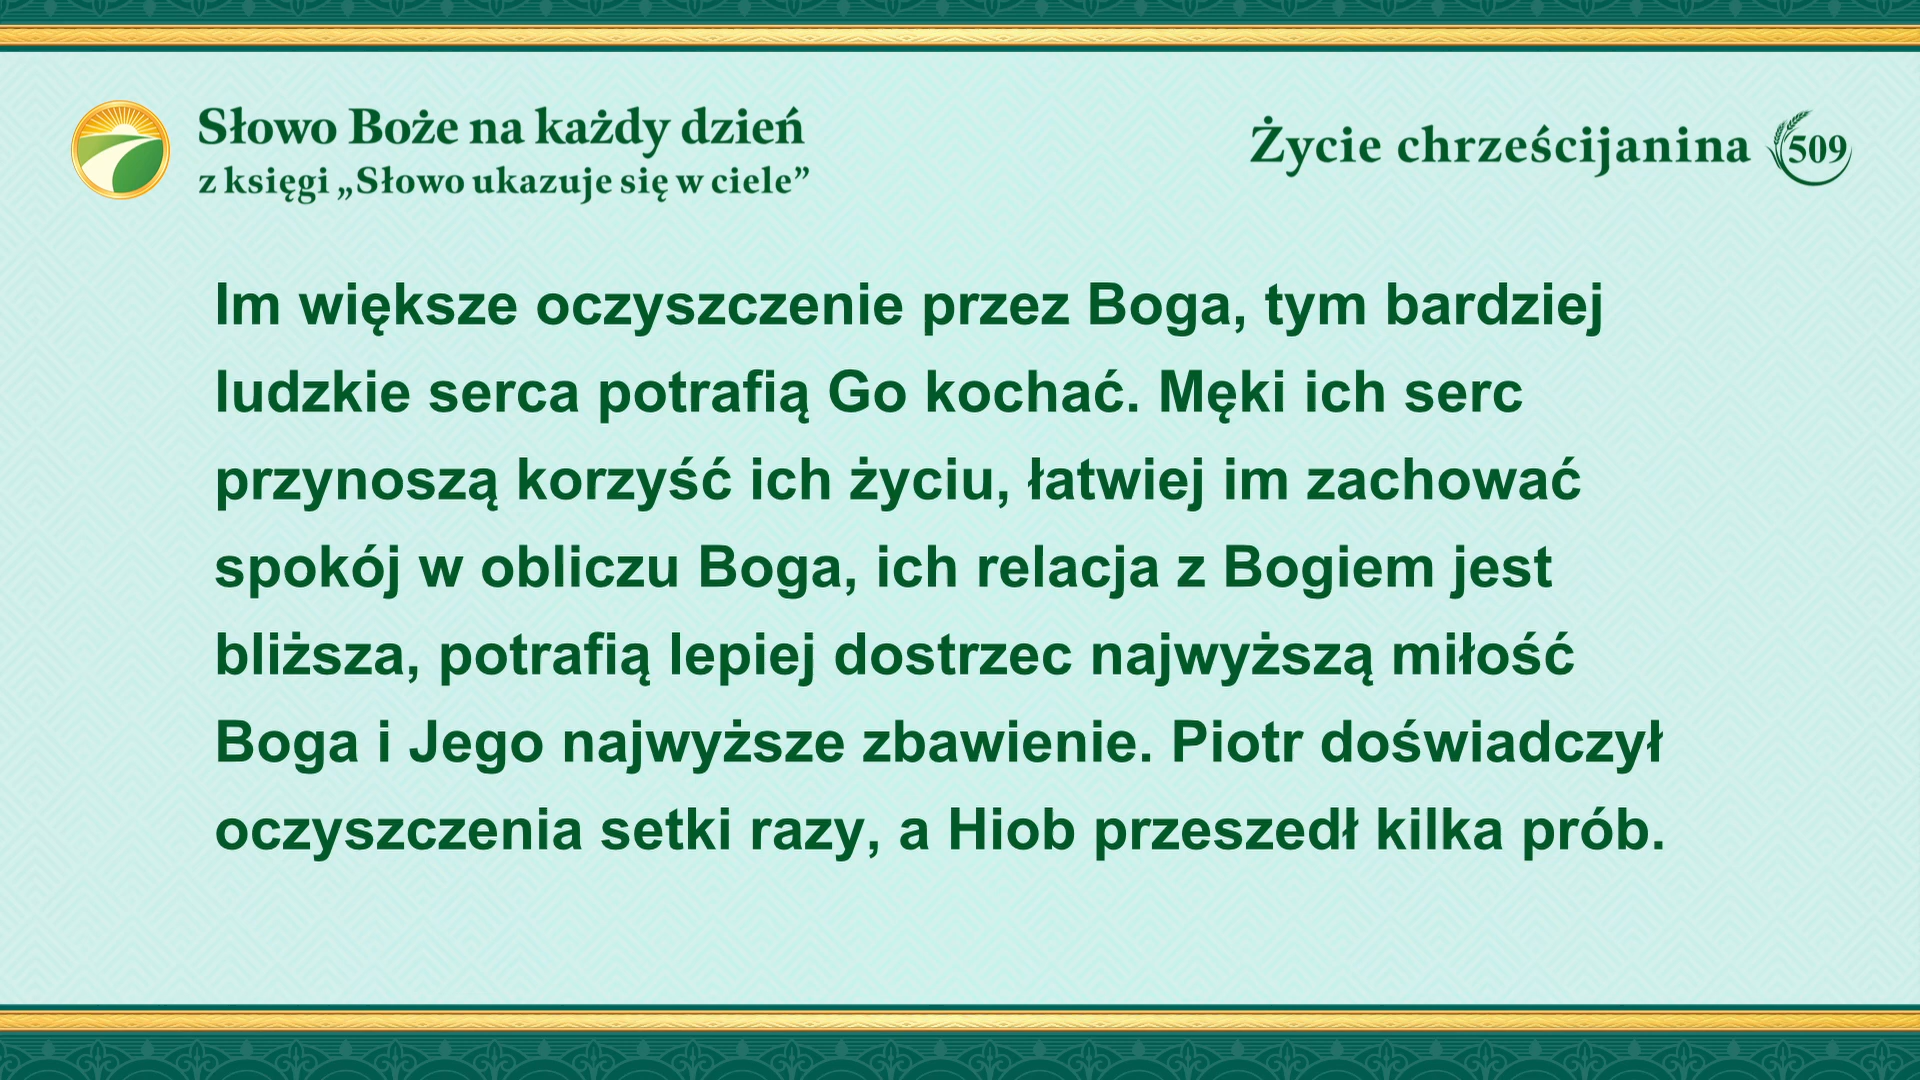 Słowo Boże na każdy dzień
z księgi „Słowo ukazuje się w ciele”
Życie chrześcijanina 509
Im większe oczyszczenie przez Boga, tym bardziej
ludzkie serca potrafią Go kochać. Męki ich serc
przynoszą korzyść ich życiu, łatwiej im zachować
spokój w obliczu Boga, ich relacja z Bogiem jest
bliższa, potrafią lepiej dostrzec najwyższą miłość
Boga i Jego najwyższe zbawienie. Piotr doświadczył
oczyszczenia setki razy, a Hiob przeszedł kilka prób.